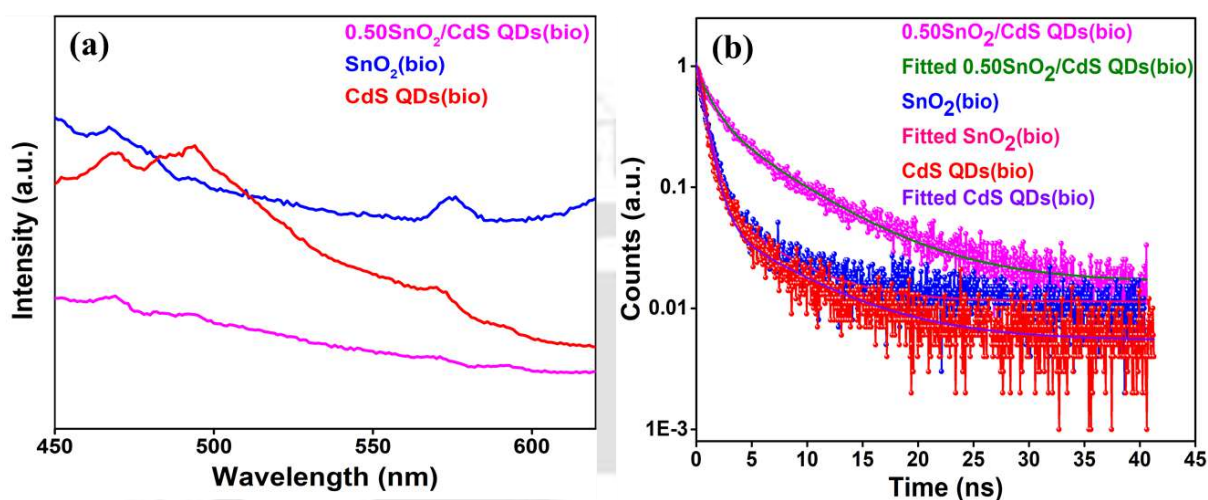 (a)
0.50SnO₂/CdS QDs(bio)
SnO₂(bio)
CdS QDs(bio)
Intensity (a.u.)
450 500 550 600
Wavelength (nm)
(b)
0.50SnO₂/CdS QDs(bio)
Fitted 0.50SnO₂/CdS QDs(bio)
SnO₂(bio)
Fitted SnO₂(bio)
CdS QDs(bio)
Fitted CdS QDs(bio)
Counts (a.u.)
1
0.1
0.01
1E-3
0 5 10 15 20 25 30 35 40 45
Time (ns)